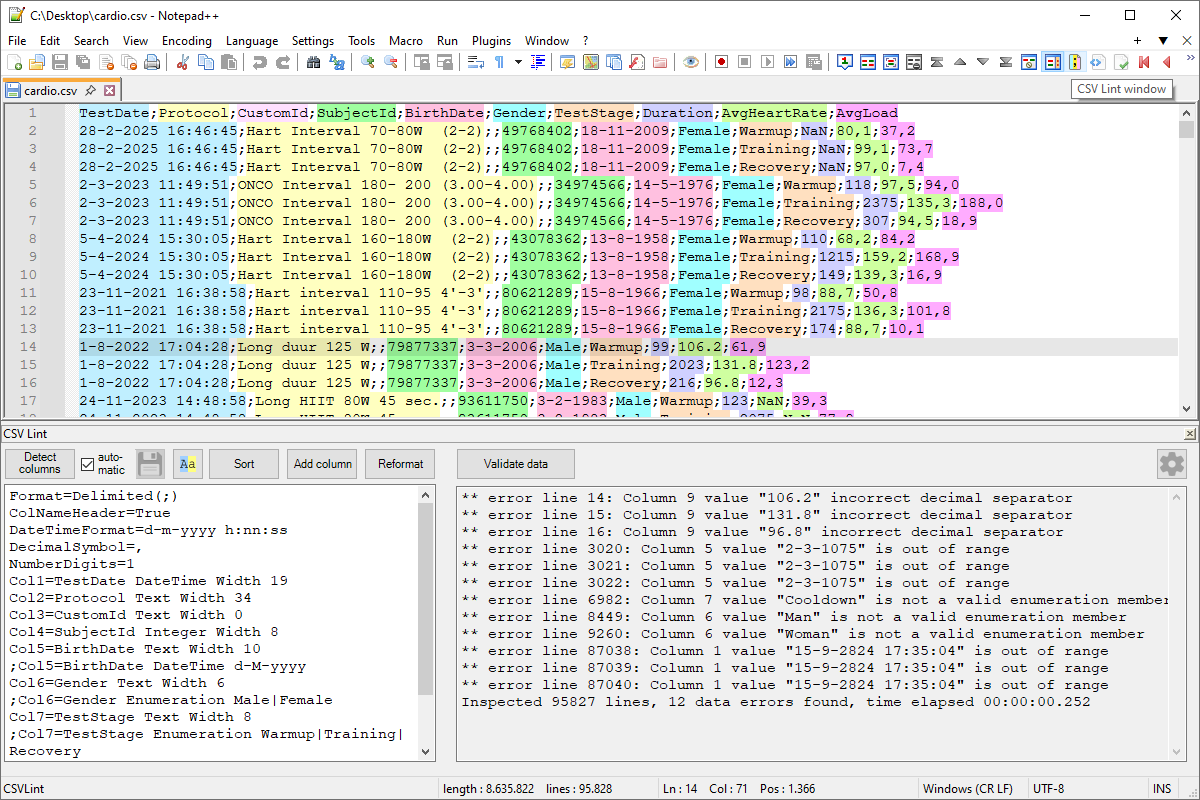 C:\Desktop\cardio.csv - Notepad++
File Edit Search View Encoding Language Settings Tools Macro Run Plugins Window ?
cardio.csv
CSV Lint window
1 TestDate;Protocol;CustomId;SubjectId;BirthDate;Gender;TestStage;Duration;AvgHeartRate;AvgLoad
2 28-2-2025 16:46:45;Hart Interval 70-80W  (2-2);;49768402;18-11-2009;Female;Warmup;NaN;80,1;37,2
3 28-2-2025 16:46:45;Hart Interval 70-80W  (2-2);;49768402;18-11-2009;Female;Training;NaN;99,1;73,7
4 28-2-2025 16:46:45;Hart Interval 70-80W  (2-2);;49768402;18-11-2009;Female;Recovery;NaN;97,0;7,4
5 2-3-2023 11:49:51;ONCO Interval 180- 200 (3.00-4.00);;34974566;14-5-1976;Female;Warmup;118;97,5;94,0
6 2-3-2023 11:49:51;ONCO Interval 180- 200 (3.00-4.00);;34974566;14-5-1976;Female;Training;2375;135,3;188,0
7 2-3-2023 11:49:51;ONCO Interval 180- 200 (3.00-4.00);;34974566;14-5-1976;Female;Recovery;307;94,5;18,9
8 5-4-2024 15:30:05;Hart Interval 160-180W  (2-2);;43078362;13-8-1958;Female;Warmup;110;68,2;84,2
9 5-4-2024 15:30:05;Hart Interval 160-180W  (2-2);;43078362;13-8-1958;Female;Training;1215;159,2;168,9
10 5-4-2024 15:30:05;Hart Interval 160-180W  (2-2);;43078362;13-8-1958;Female;Recovery;149;139,3;16,9
11 23-11-2021 16:38:58;Hart interval 110-95 4'-3';;80621289;15-8-1966;Female;Warmup;98;88,7;50,8
12 23-11-2021 16:38:58;Hart interval 110-95 4'-3';;80621289;15-8-1966;Female;Training;2175;136,3;101,8
13 23-11-2021 16:38:58;Hart interval 110-95 4'-3';;80621289;15-8-1966;Female;Recovery;174;88,7;10,1
14 1-8-2022 17:04:28;Long duur 125 W;;79877337;3-3-2006;Male;Warmup;99;106.2;61,9
15 1-8-2022 17:04:28;Long duur 125 W;;79877337;3-3-2006;Male;Training;2023;131.8;123,2
16 1-8-2022 17:04:28;Long duur 125 W;;79877337;3-3-2006;Male;Recovery;216;96.8;12,3
17 24-11-2023 14:48:58;Long HIIT 80W 45 sec.;;93611750;3-2-1983;Male;Warmup;123;NaN;39,3
CSV Lint
Detect columns
auto-matic
Aa
Sort
Add column
Reformat
Validate data
Format=Delimited(;)
ColNameHeader=True
DateTimeFormat=d-m-yyyy h:nn:ss
DecimalSymbol=,
NumberDigits=1
Col1=TestDate DateTime Width 19
Col2=Protocol Text Width 34
Col3=CustomId Text Width 0
Col4=SubjectId Integer Width 8
Col5=BirthDate Text Width 10
;Col5=BirthDate DateTime d-M-yyyy
Col6=Gender Text Width 6
;Col6=Gender Enumeration Male|Female
Col7=TestStage Text Width 8
;Col7=TestStage Enumeration Warmup|Training|
Recovery
** error line 14: Column 9 value "106.2" incorrect decimal separator
** error line 15: Column 9 value "131.8" incorrect decimal separator
** error line 16: Column 9 value "96.8" incorrect decimal separator
** error line 3020: Column 5 value "2-3-1075" is out of range
** error line 3021: Column 5 value "2-3-1075" is out of range
** error line 3022: Column 5 value "2-3-1075" is out of range
** error line 6982: Column 7 value "Cooldown" is not a valid enumeration member
** error line 8449: Column 6 value "Man" is not a valid enumeration member
** error line 9260: Column 6 value "Woman" is not a valid enumeration member
** error line 87038: Column 1 value "15-9-2824 17:35:04" is out of range
** error line 87039: Column 1 value "15-9-2824 17:35:04" is out of range
** error line 87040: Column 1 value "15-9-2824 17:35:04" is out of range
Inspected 95827 lines, 12 data errors found, time elapsed 00:00:00.252
CSVLint length : 8.635.822 lines : 95.828 Ln : 14 Col : 71 Pos : 1.366 Windows (CR LF) UTF-8 INS